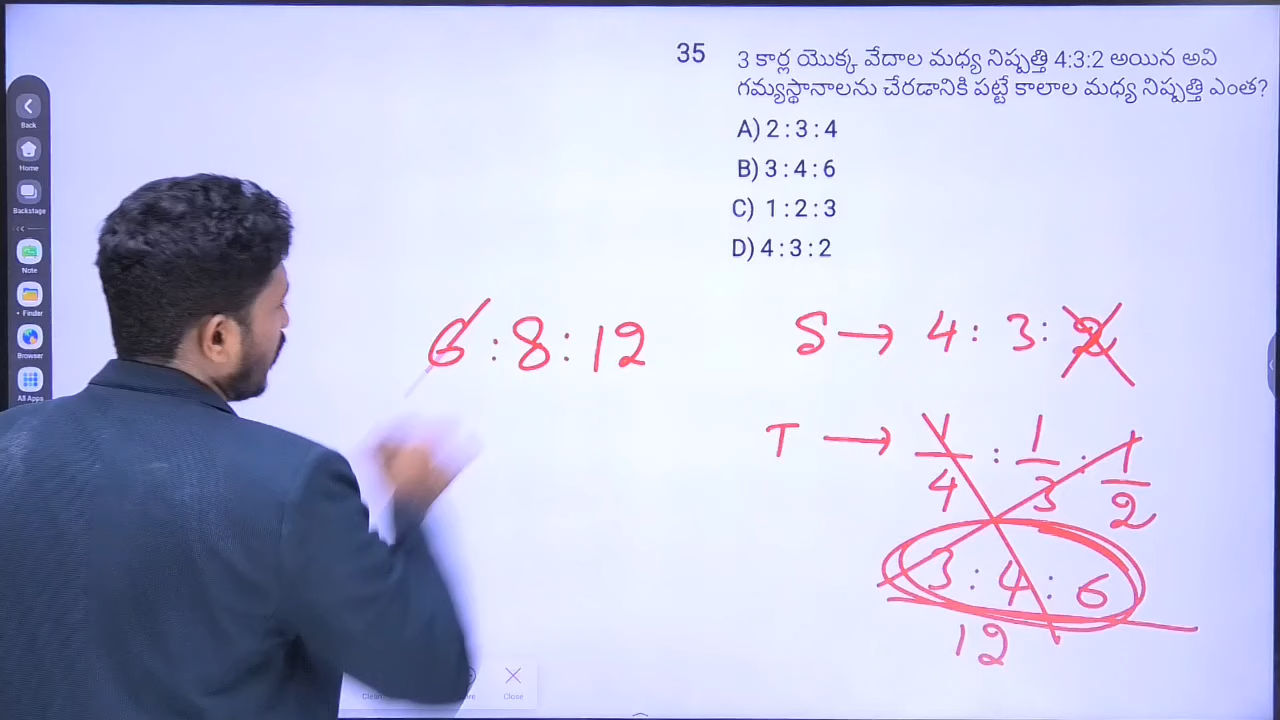 35 3 కార్ల యొక్క వేదాల మధ్య నిష్పత్తి 4:3:2 అయిన అవి
గమ్యస్థానాలను చేరడానికి పట్టే కాలాల మధ్య నిష్పత్తి ఎంత?
A) 2 : 3 : 4
B) 3 : 4 : 6
C) 1 : 2 : 3
D) 4 : 3 : 2
6 : 8 : 12
S → 4 : 3 : 2
T → 1/4 : 1/3 : 1/2
3 : 4 : 6
12
Back
Home
Backstage
Note
Finder
Browser
All Apps
Clean
Close